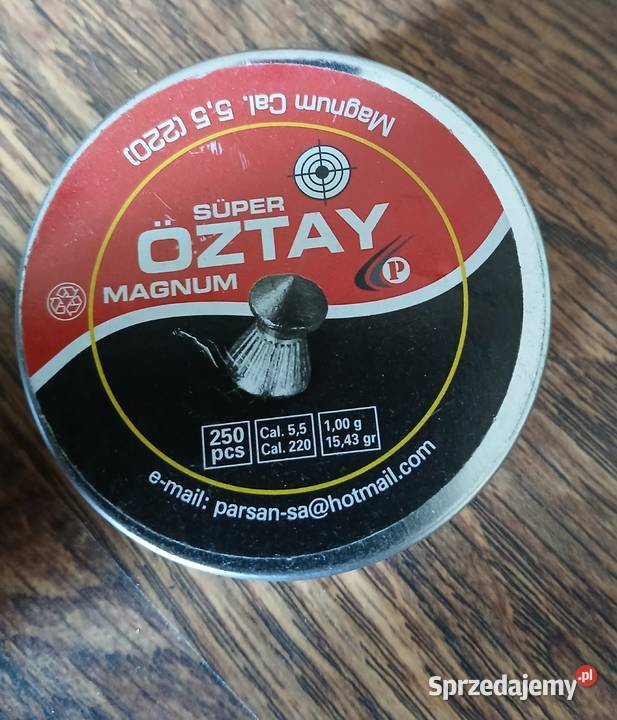 Magnum Cal. 5,5 (220)
SÜPER
ÖZTAY
MAGNUM
P
250
pcs
Cal. 5,5
Cal. 220
1,00 g
15,43 gr
e-mail: parsan-sa@hotmail.com
Sprzedajemy.pl